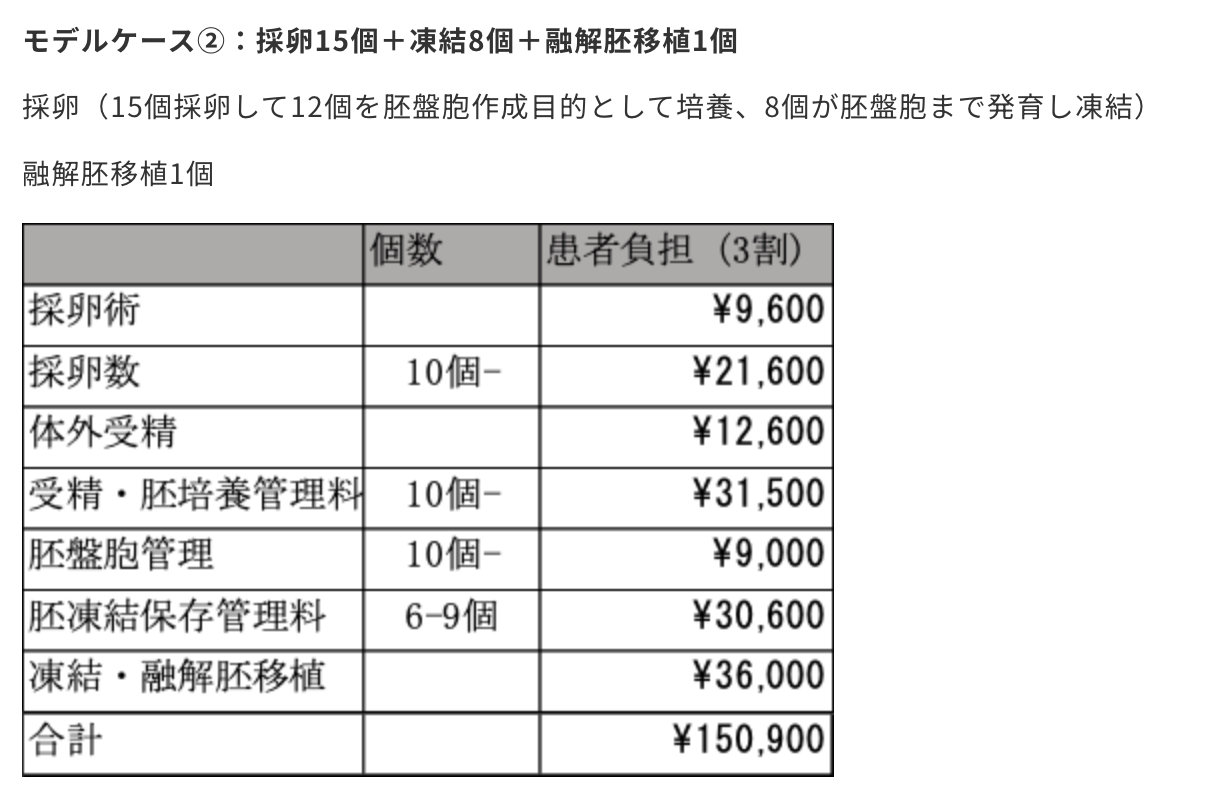 モデルケース②：採卵15個＋凍結8個＋融解胚移植1個
採卵（15個採卵して12個を胚盤胞作成目的として培養、8個が胚盤胞まで発育し凍結）
融解胚移植1個
個数 患者負担（3割）
採卵術 ¥9,600
採卵数 10個− ¥21,600
体外受精 ¥12,600
受精・胚培養管理料 10個− ¥31,500
胚盤胞管理 10個− ¥9,000
胚凍結保存管理料 6−9個 ¥30,600
凍結・融解胚移植 ¥36,000
合計 ¥150,900